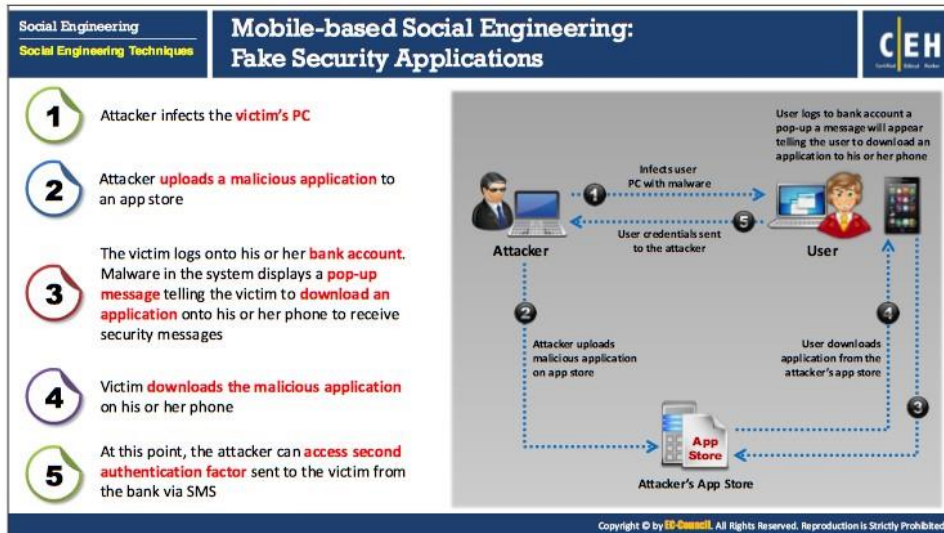 Social Engineering
Social Engineering Techniques
Mobile-based Social Engineering:
Fake Security Applications
C|EH
Certified Ethical Hacker
1
Attacker infects the victim's PC
2
Attacker uploads a malicious application to
an app store
3
The victim logs onto his or her bank account.
Malware in the system displays a pop-up
message telling the victim to download an
application onto his or her phone to receive
security messages
4
Victim downloads the malicious application
on his or her phone
5
At this point, the attacker can access second
authentication factor sent to the victim from
the bank via SMS
User logs to bank account a
pop-up a message will appear
telling the user to download an
application to his or her phone
Infects user
PC with malware
1
5
User credentials sent
to the attacker
Attacker
User
2
4
Attacker uploads
malicious application
on app store
User downloads
application from the
attacker's app store
3
App
Store
Attacker's App Store
Copyright © by EC-Council. All Rights Reserved. Reproduction is Strictly Prohibited